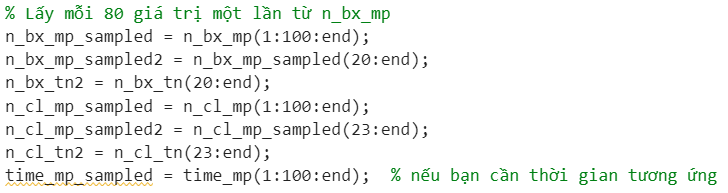 % Lấy mỗi 80 giá trị một lần từ n_bx_mp
n_bx_mp_sampled = n_bx_mp(1:100:end);
n_bx_mp_sampled2 = n_bx_mp_sampled(20:end);
n_bx_tn2 = n_bx_tn(20:end);
n_cl_mp_sampled = n_cl_mp(1:100:end);
n_cl_mp_sampled2 = n_cl_mp_sampled(23:end);
n_cl_tn2 = n_cl_tn(23:end);
time_mp_sampled = time_mp(1:100:end);  % nếu bạn cần thời gian tương ứng